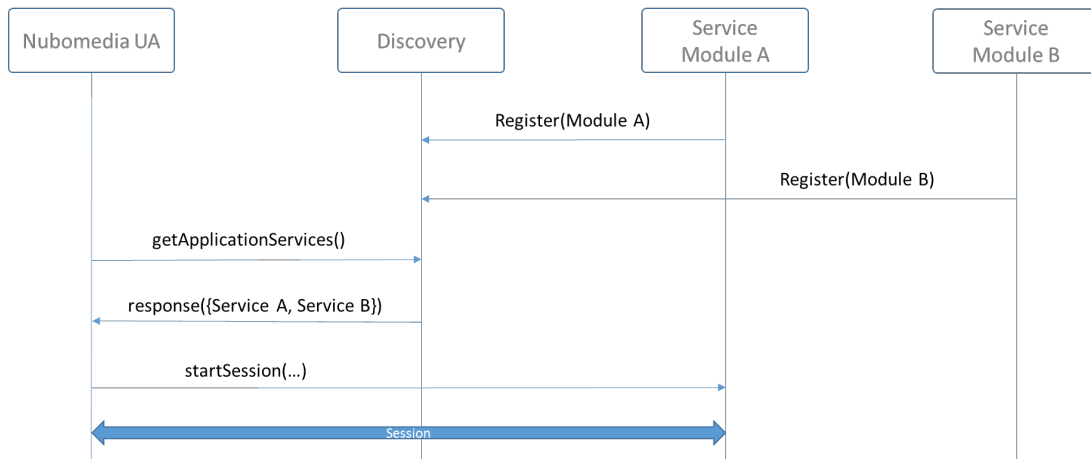 Nubomedia UA
Discovery
Service
Module A
Service
Module B
Register(Module A)
Register(Module B)
getApplicationServices()
response({Service A, Service B})
startSession(…)
Session